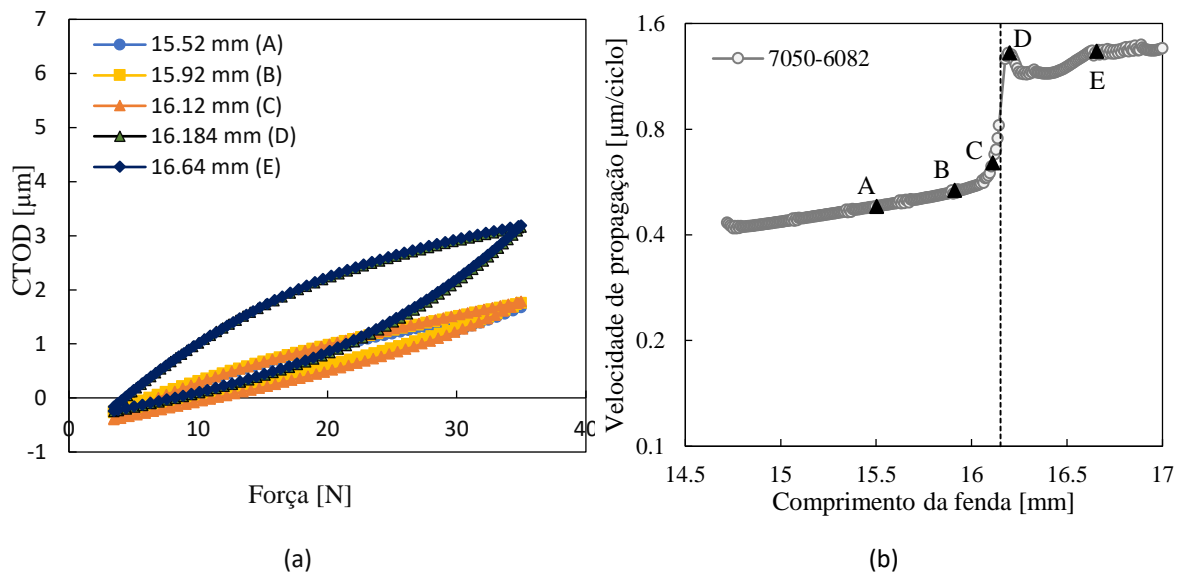 7
6
5
4
3
2
1
0
-1
0
10
20
30
40
CTOD [µm]
Força [N]
15.52 mm (A)
15.92 mm (B)
16.12 mm (C)
16.184 mm (D)
16.64 mm (E)
(a)
1.6
0.8
0.4
0.2
0.1
14.5
15
15.5
16
16.5
17
Velocidade de propagação [µm/ciclo]
Comprimento da fenda [mm]
7050-6082
A
B
C
D
E
(b)